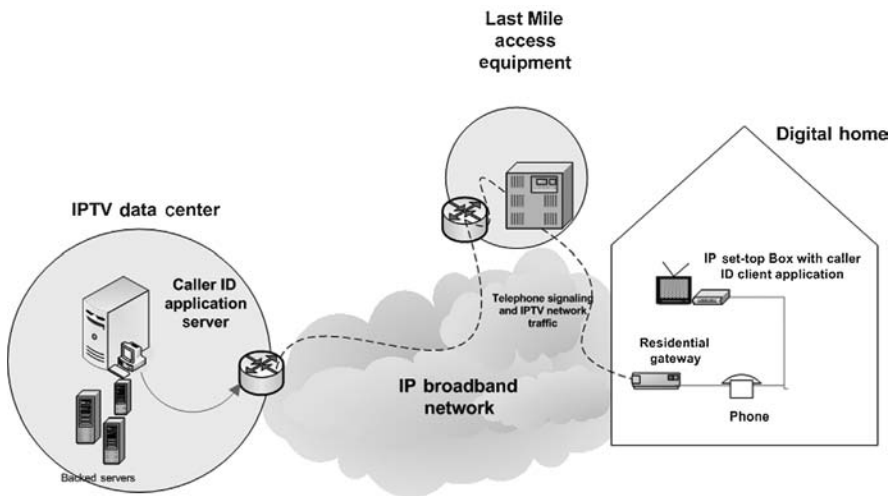 Last Mile
access
equipment
Digital home
IPTV data center
Caller ID
application
server
IP set-top Box with caller
ID client application
Telephone signaling
and IPTV network
traffic
Residential
gateway
IP broadband
network
Phone
Backed servers